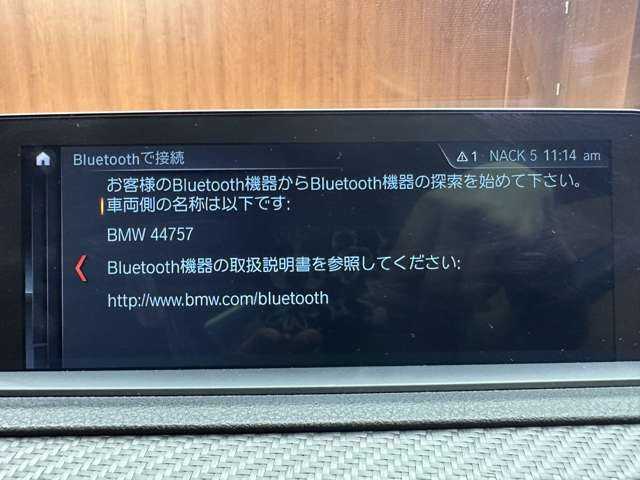 Bluetoothで接続
1 NACK 5 11:14 am
お客様のBluetooth機器からBluetooth機器の探索を始めて下さい。
車両側の名称は以下です:
BMW 44757
Bluetooth機器の取扱説明書を参照してください:
http://www.bmw.com/bluetooth